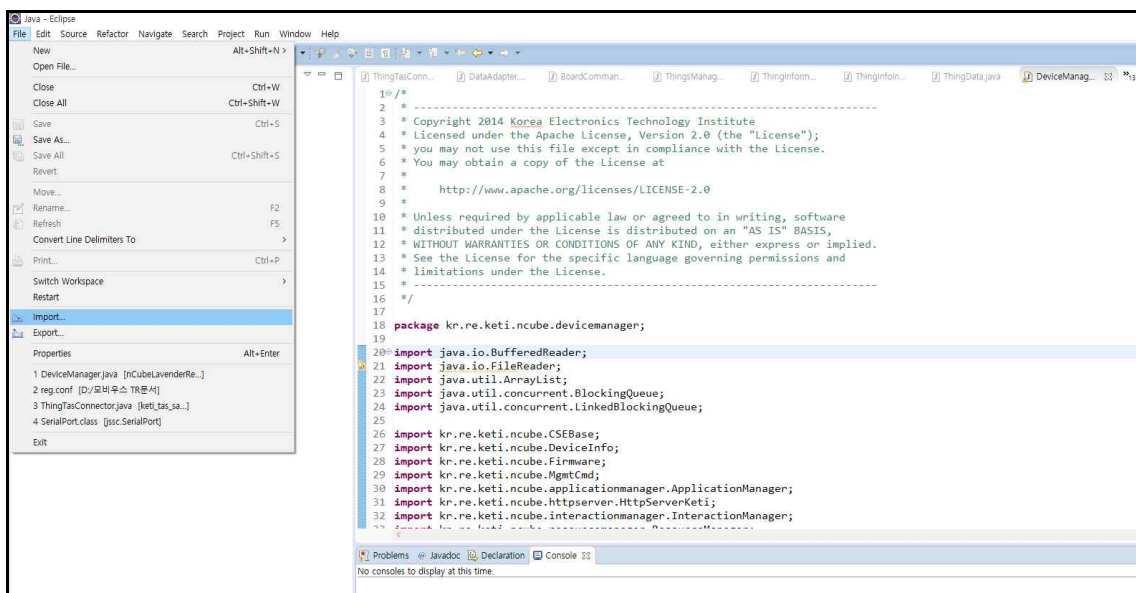 Java - Eclipse
File Edit Source Refactor Navigate Search Project Run Window Help
New Alt+Shift+N >
Open File...
Close Ctrl+W
Close All Ctrl+Shift+W
Save Ctrl+S
Save As...
Save All Ctrl+Shift+S
Revert
Move...
Rename... F2
Refresh F5
Convert Line Delimiters To >
Print... Ctrl+P
Switch Workspace >
Restart
Import...
Export...
Properties Alt+Enter
1 DeviceManager.java [nCubeLavenderRe...]
2 reg.conf [D:/모비우스 TR문서]
3 ThingTasConnector.java [keti_tas_sa...]
4 SerialPort.class [jssc.SerialPort]
Exit
ThingTasConn... DataAdapter.... BoardComman... ThingsManag... ThingInform... ThingInfoIn... ThingData.java DeviceManag... »13
1 /*
2 * ------------------------------------------------------------------
3 * Copyright 2014 Korea Electronics Technology Institute
4 * Licensed under the Apache License, Version 2.0 (the "License");
5 * you may not use this file except in compliance with the License.
6 * You may obtain a copy of the License at
7 *
8 * http://www.apache.org/licenses/LICENSE-2.0
9 *
10 * Unless required by applicable law or agreed to in writing, software
11 * distributed under the License is distributed on an "AS IS" BASIS,
12 * WITHOUT WARRANTIES OR CONDITIONS OF ANY KIND, either express or implied.
13 * See the License for the specific language governing permissions and
14 * limitations under the License.
15 * ------------------------------------------------------------------
16 */
17
18 package kr.re.keti.ncube.devicemanager;
19
20 import java.io.BufferedReader;
21 import java.io.FileReader;
22 import java.util.ArrayList;
23 import java.util.concurrent.BlockingQueue;
24 import java.util.concurrent.LinkedBlockingQueue;
25
26 import kr.re.keti.ncube.CSEBase;
27 import kr.re.keti.ncube.DeviceInfo;
28 import kr.re.keti.ncube.Firmware;
29 import kr.re.keti.ncube.MgmtCmd;
30 import kr.re.keti.ncube.applicationmanager.ApplicationManager;
31 import kr.re.keti.ncube.httpserver.HttpServerKeti;
32 import kr.re.keti.ncube.interactionmanager.InteractionManager;
Problems Javadoc Declaration Console
No consoles to display at this time.